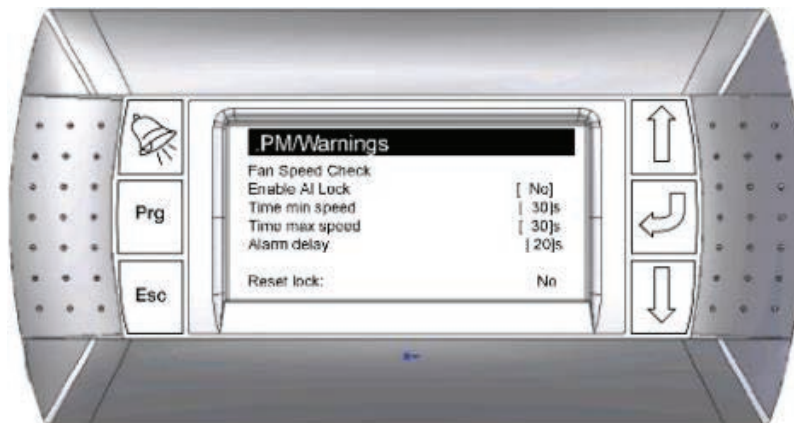 .PM/Warnings
Fan Speed Check
Enable AI Lock [ No]
Time min speed [ 30]s
Time max speed [ 30]s
Alarm delay [ 20]s
Reset lock: No
Prg
Esc